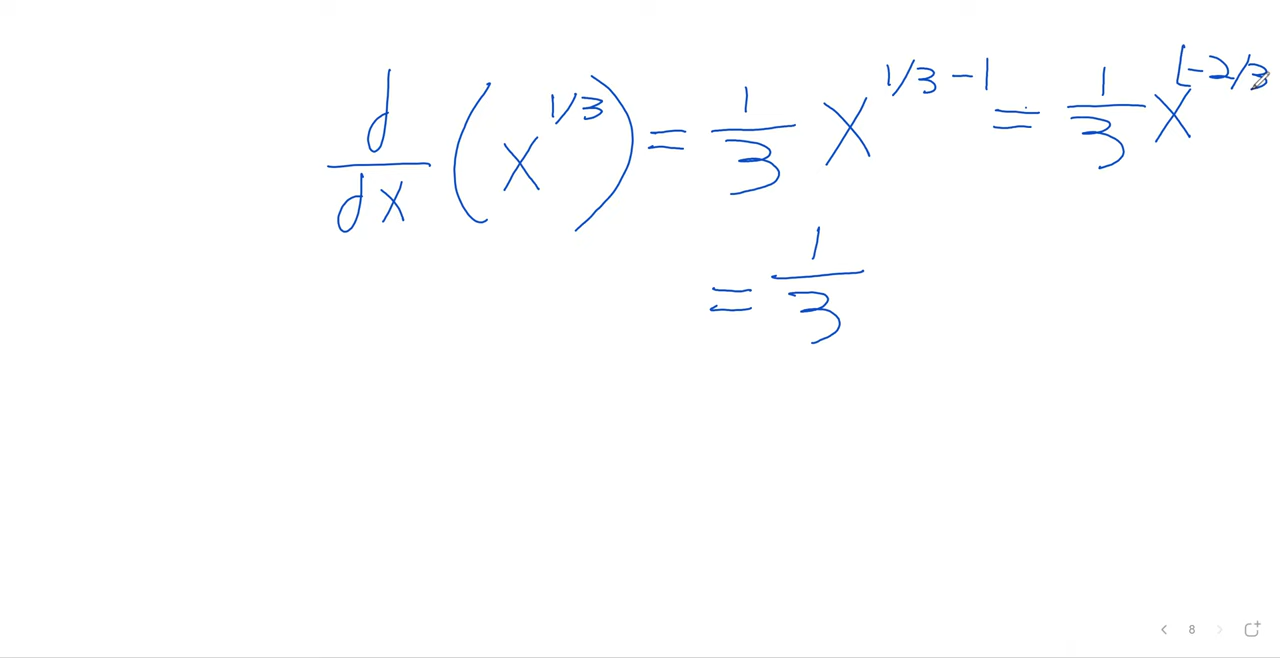 d/dx (x^1/3) = 1/3 x^1/3 - 1 = 1/3 x^[-2/3
= 1/3
8